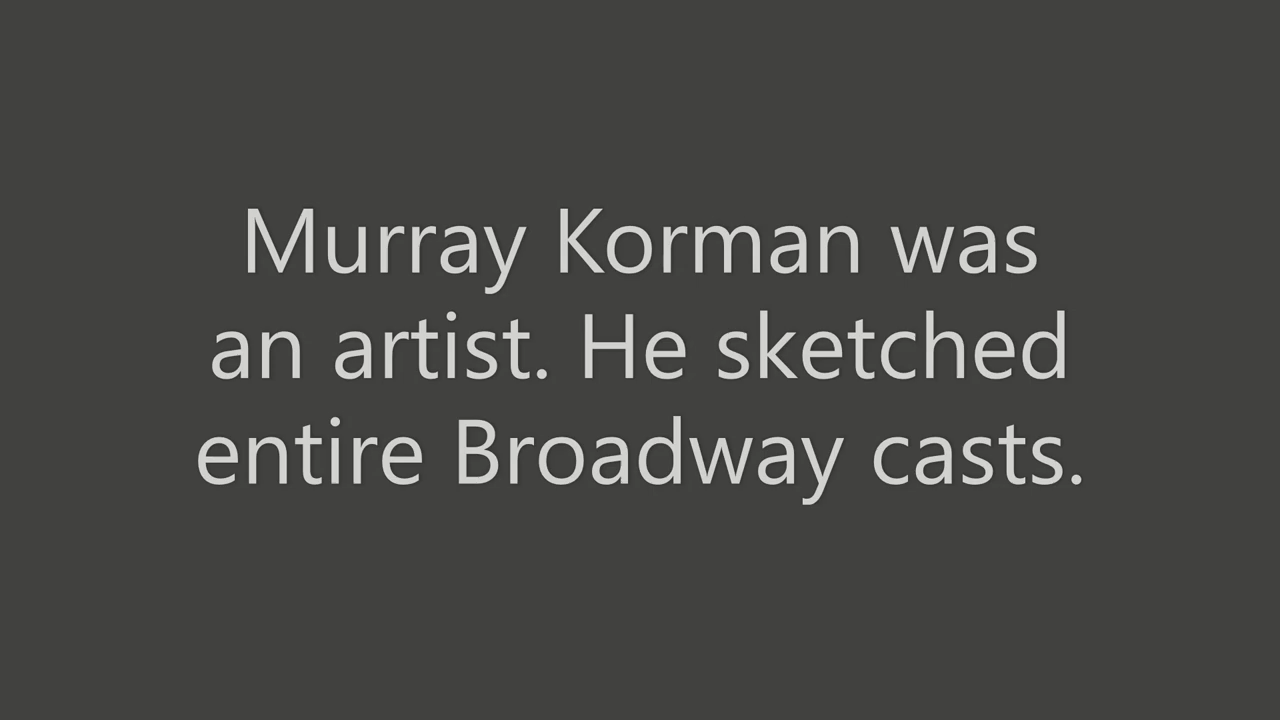 Murray Korman was
an artist. He sketched
entire Broadway casts.